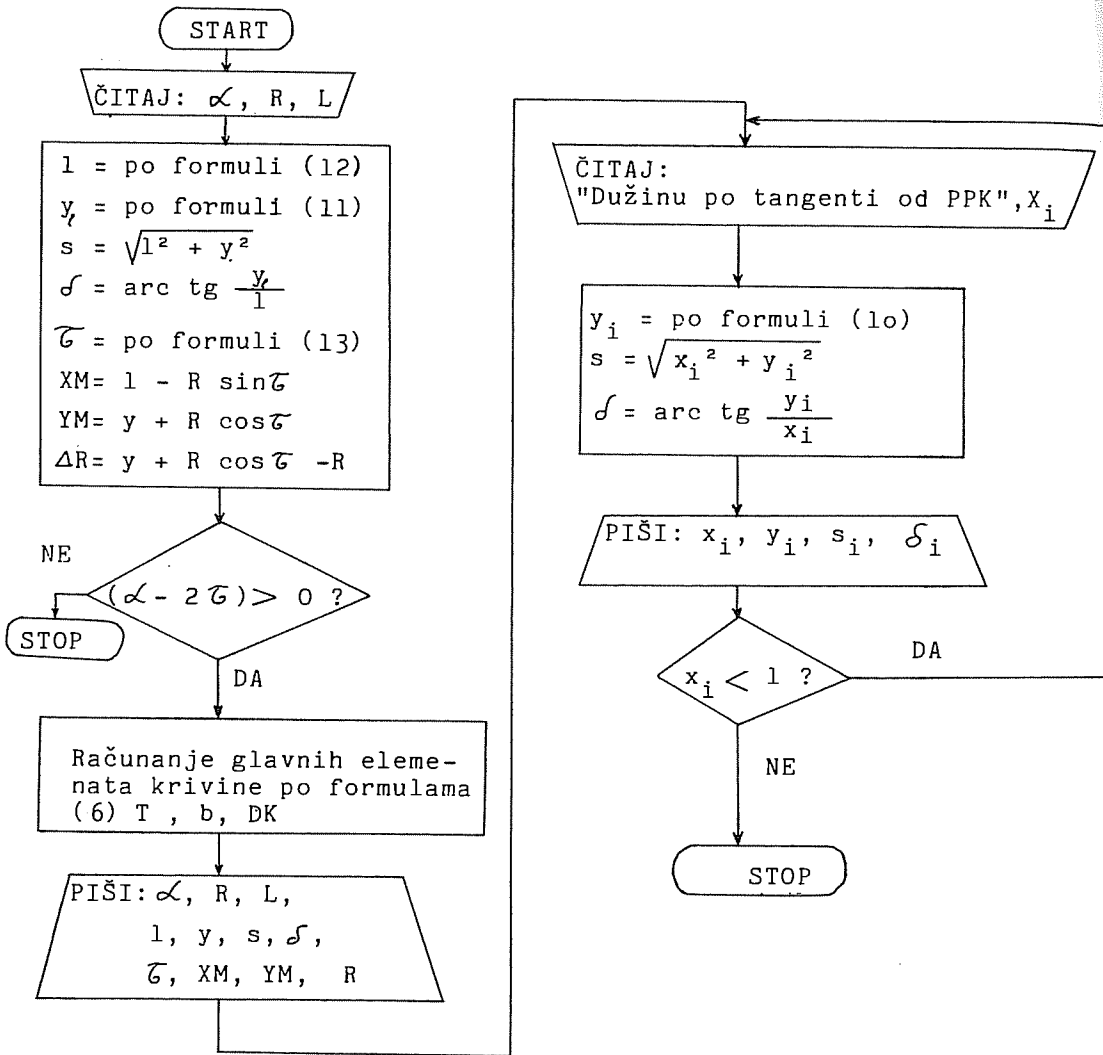 START
ČITAJ: α, R, L
l = po formuli (12)
yₗ = po formuli (11)
s = √l² + y²
δ = arc tg yₗ/l
τ = po formuli (13)
XM= l - R sinτ
YM= y + R cosτ
ΔR= y + R cosτ -R
NE
(α - 2τ) > 0 ?
STOP
DA
Računanje glavnih eleme-
nata krivine po formulama
(6) T , b, DK
PIŠI: α, R, L,
l, y, s, δ,
τ, XM, YM, R
ČITAJ:
"Dužinu po tangenti od PPK",Xᵢ
yᵢ = po formuli (lo)
s = √xᵢ² + yᵢ²
δ = arc tg yᵢ/xᵢ
PIŠI: xᵢ, yᵢ, sᵢ, δᵢ
xᵢ < l ?
DA
NE
STOP